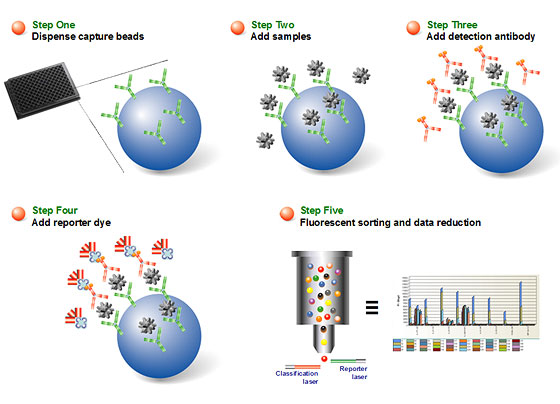 Step One
Dispense capture beads
Step Two
Add samples
Step Three
Add detection antibody
Step Four
Add reporter dye
Step Five
Fluorescent sorting and data reduction
Classification
laser
Reporter
laser